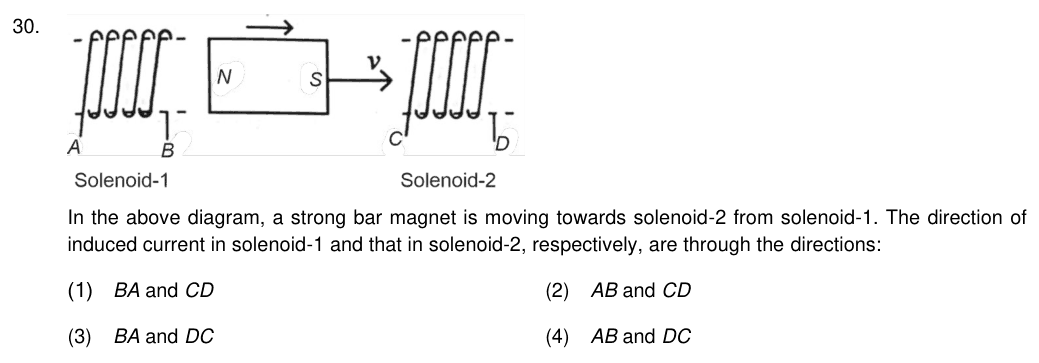 30.
N S v
A B C D
Solenoid-1 Solenoid-2
In the above diagram, a strong bar magnet is moving towards solenoid-2 from solenoid-1. The direction of
induced current in solenoid-1 and that in solenoid-2, respectively, are through the directions:
(1) BA and CD (2) AB and CD
(3) BA and DC (4) AB and DC